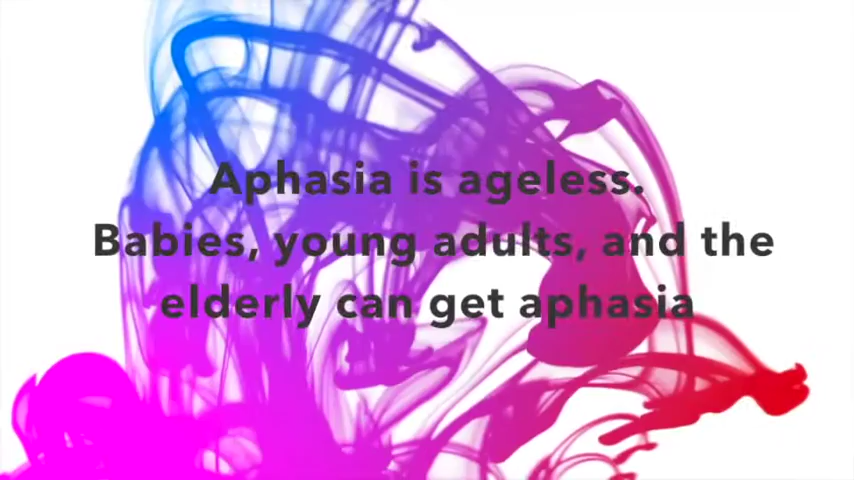 Aphasia is ageless.
Babies, young adults, and the
elderly can get aphasia